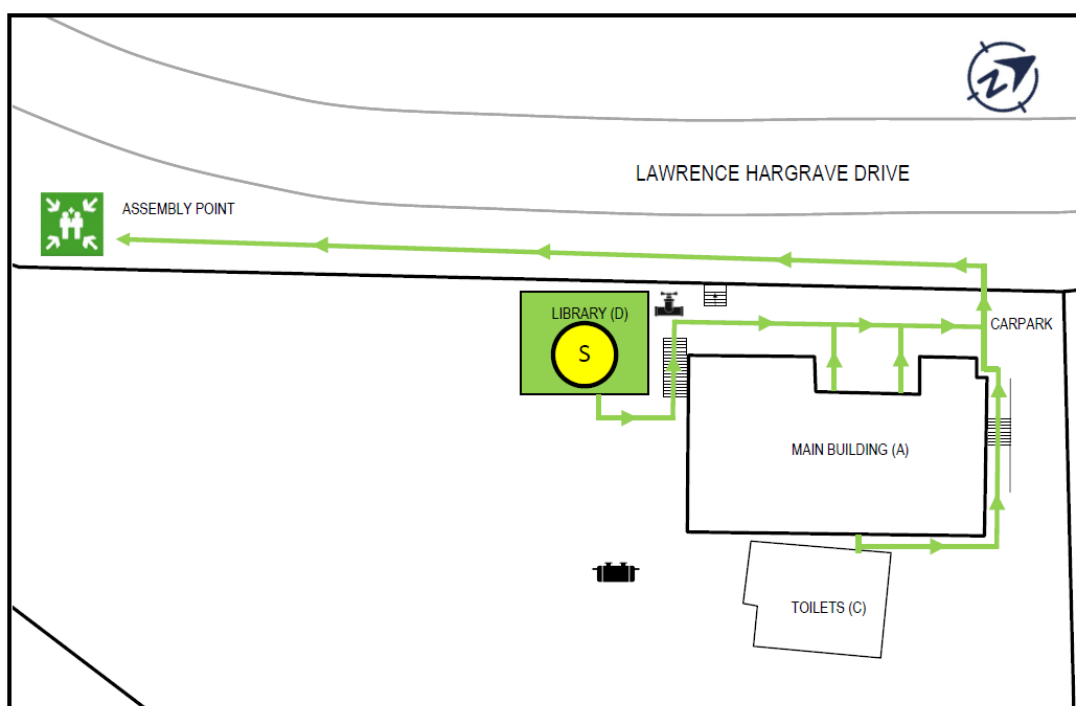 N
LAWRENCE HARGRAVE DRIVE
ASSEMBLY POINT
LIBRARY (D)
S
CARPARK
MAIN BUILDING (A)
TOILETS (C)